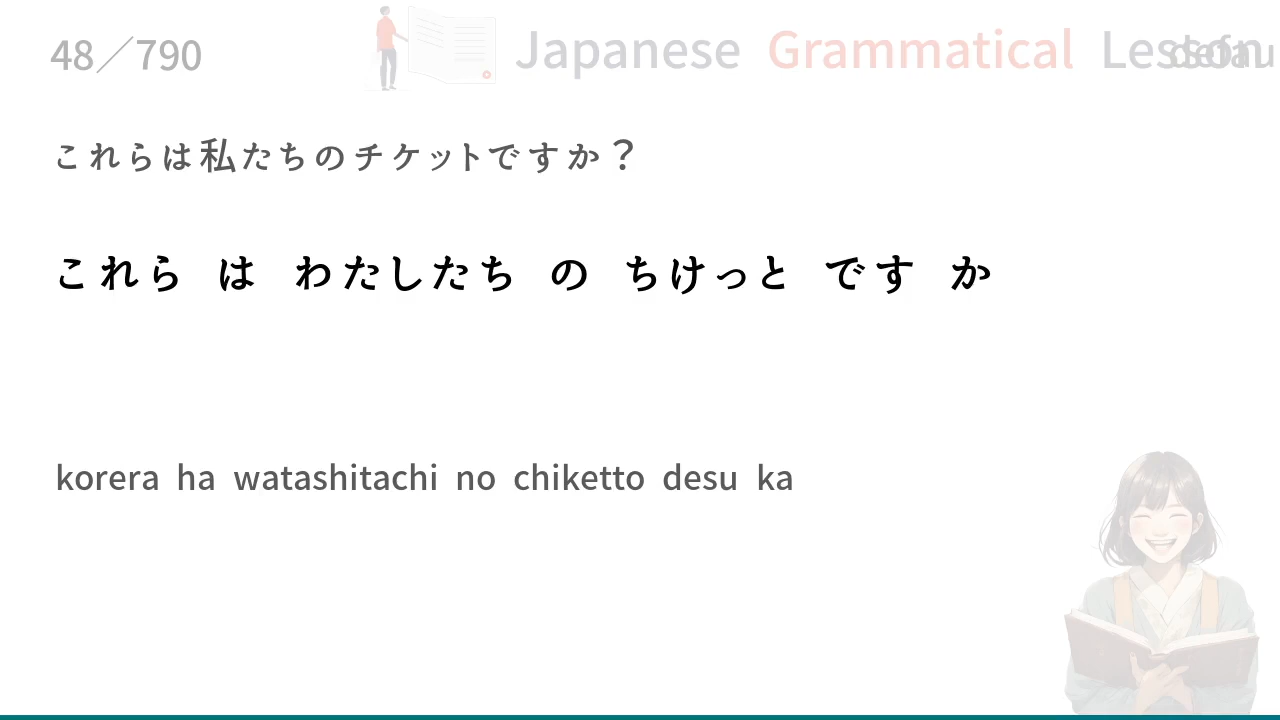 48／790
Japanese Grammatical Lesson
defau
これらは私たちのチケットですか？
これら は わたしたち の ちけっと です か
korera ha watashitachi no chiketto desu ka